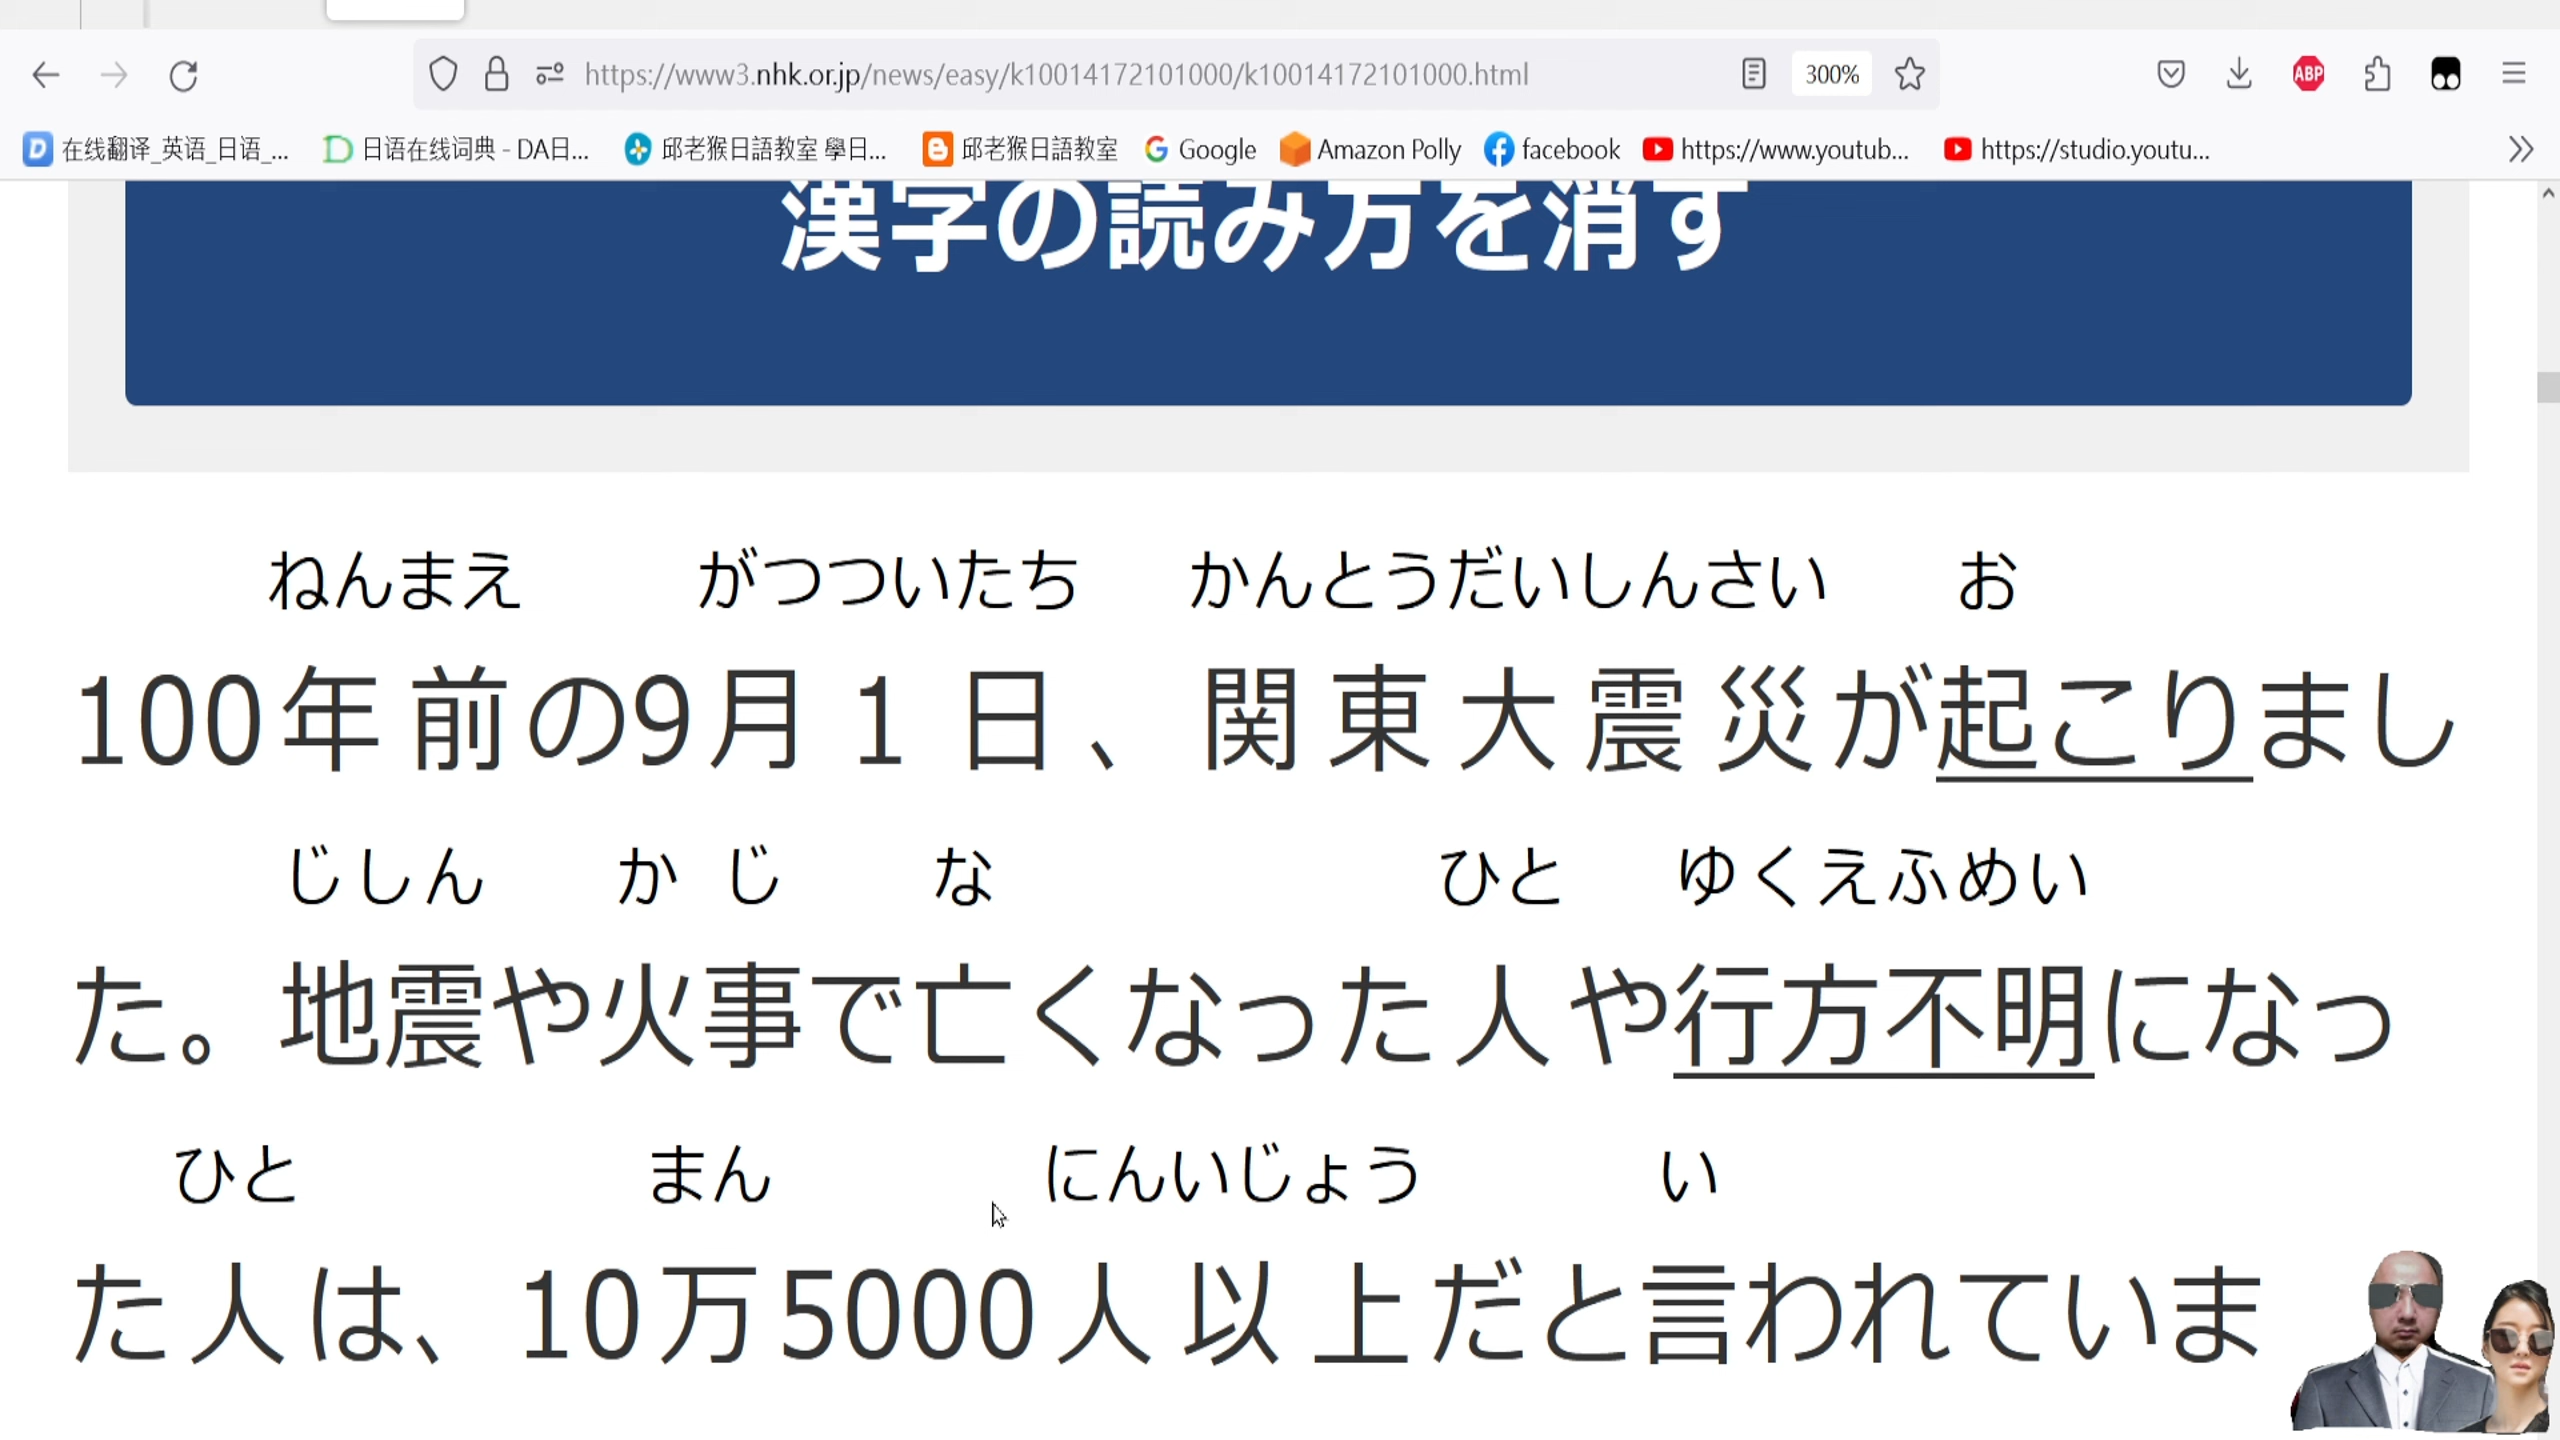 https://www3.nhk.or.jp/news/easy/k10014172101000/k10014172101000.html 300% ABP
在线翻译_英语_日语_... 日语在线词典 - DA日... 邱老猴日語教室 學日... 邱老猴日語教室 Google Amazon Polly facebook https://www.youtub... https://studio.youtu...
漢字の読み方を消す
ねんまえ がつついたち かんとうだいしんさい お
100年前の9月1日、関東大震災が起こりまし
じしん かじ な ひと ゆくえふめい
た。地震や火事で亡くなった人や行方不明になっ
ひと まん にんいじょう い
た人は、10万5000人以上だと言われていま